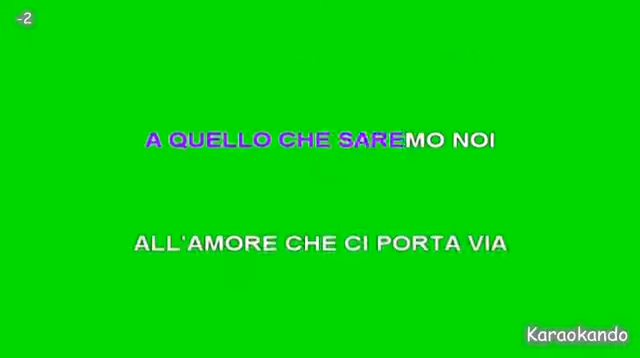 -2
A QUELLO CHE SAREMO NOI
ALL'AMORE CHE CI PORTA VIA
Karaokando